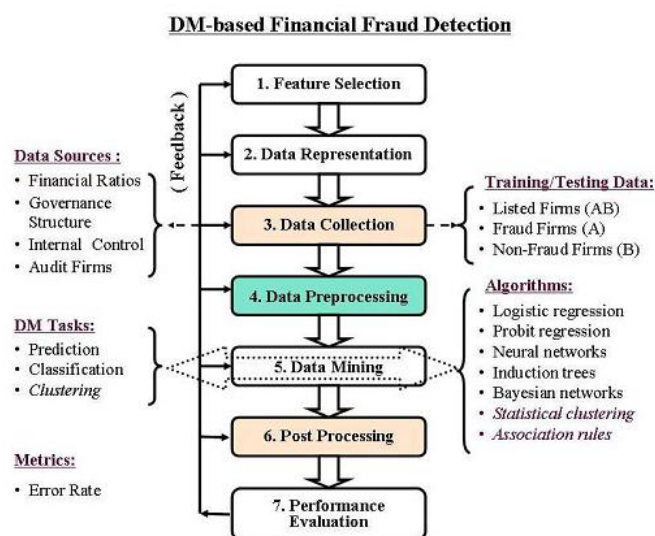 DM-based Financial Fraud Detection
1. Feature Selection
( Feedback )
2. Data Representation
Data Sources :
• Financial Ratios
• Governance
Structure
• Internal Control
• Audit Firms
3. Data Collection
Training/Testing Data:
• Listed Firms (AB)
• Fraud Firms (A)
• Non-Fraud Firms (B)
4. Data Preprocessing
DM Tasks:
• Prediction
• Classification
• Clustering
5. Data Mining
Algorithms:
• Logistic regression
• Probit regression
• Neural networks
• Induction trees
• Bayesian networks
• Statistical clustering
• Association rules
6. Post Processing
Metrics:
• Error Rate
7. Performance
Evaluation